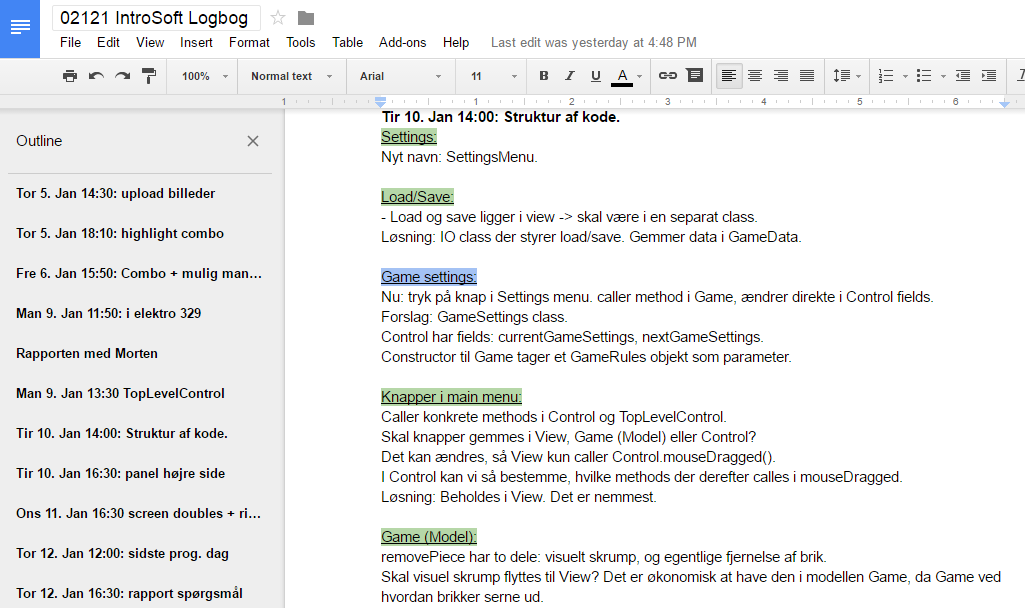 02121 IntroSoft Logbog
File Edit View Insert Format Tools Table Add-ons Help Last edit was yesterday at 4:48 PM
100% Normal text Arial 11 B I U A
1 1 2 3 4 5 6
Outline
Tor 5. Jan 14:30: upload billeder
Tor 5. Jan 18:10: highlight combo
Fre 6. Jan 15:50: Combo + mulig man...
Man 9. Jan 11:50: i elektro 329
Rapporten med Morten
Man 9. Jan 13:30 TopLevelControl
Tir 10. Jan 14:00: Struktur af kode.
Tir 10. Jan 16:30: panel højre side
Ons 11. Jan 16:30 screen doubles + ri...
Tor 12. Jan 12:00: sidste prog. dag
Tor 12. Jan 16:30: rapport spørgsmål
Tir 10. Jan 14:00: Struktur af kode.
Settings:
Nyt navn: SettingsMenu.
Load/Save:
- Load og save ligger i view -> skal være i en separat class.
Løsning: IO class der styrer load/save. Gemmer data i GameData.
Game settings:
Nu: tryk på knap i Settings menu. caller method i Game, ændrer direkte i Control fields.
Forslag: GameSettings class.
Control har fields: currentGameSettings, nextGameSettings.
Constructor til Game tager et GameRules objekt som parameter.
Knapper i main menu:
Caller konkrete methods i Control og TopLevelControl.
Skal knapper gemmes i View, Game (Model) eller Control?
Det kan ændres, så View kun caller Control.mouseDragged().
I Control kan vi så bestemme, hvilke methods der derefter calles i mouseDragged.
Løsning: Beholdes i View. Det er nemmest.
Game (Model):
removePiece har to dele: visuelt skrump, og egentlige fjernelse af brik.
Skal visuel skrump flyttes til View? Det er økonomisk at have den i modellen Game, da Game ved
hvordan brikker serne ud.